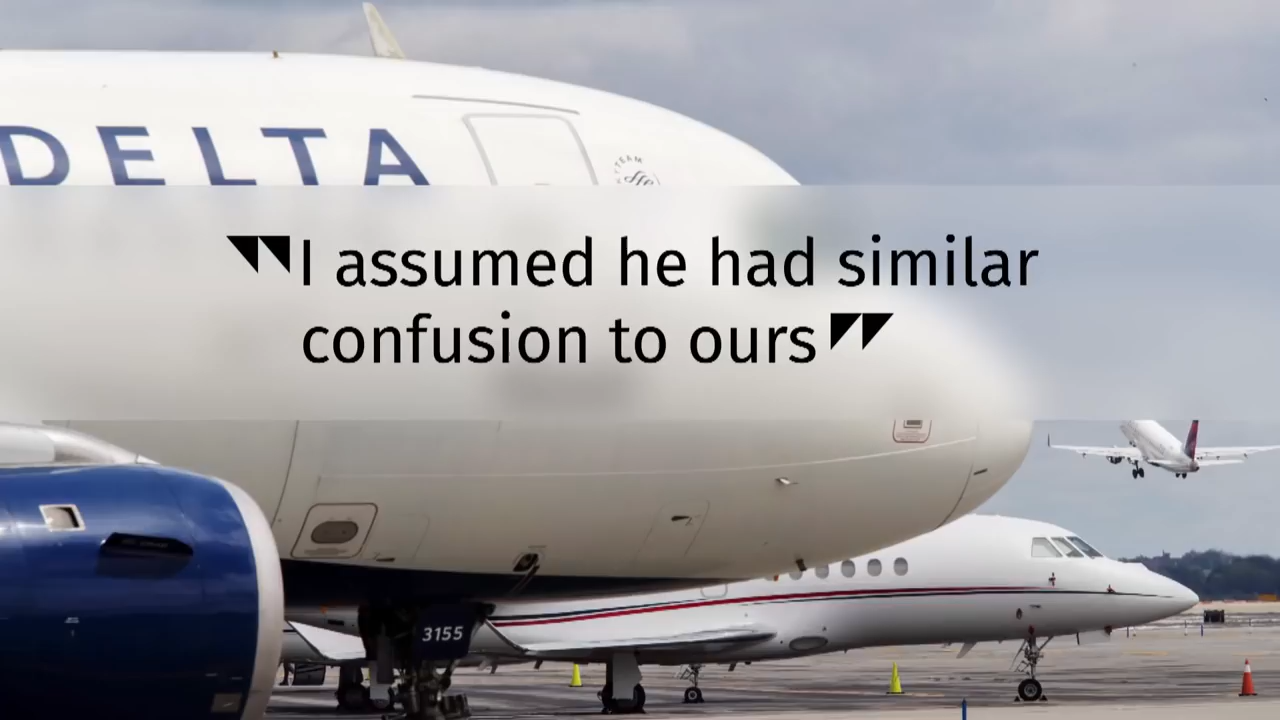 DELTA
"I assumed he had similar
confusion to ours"
3155